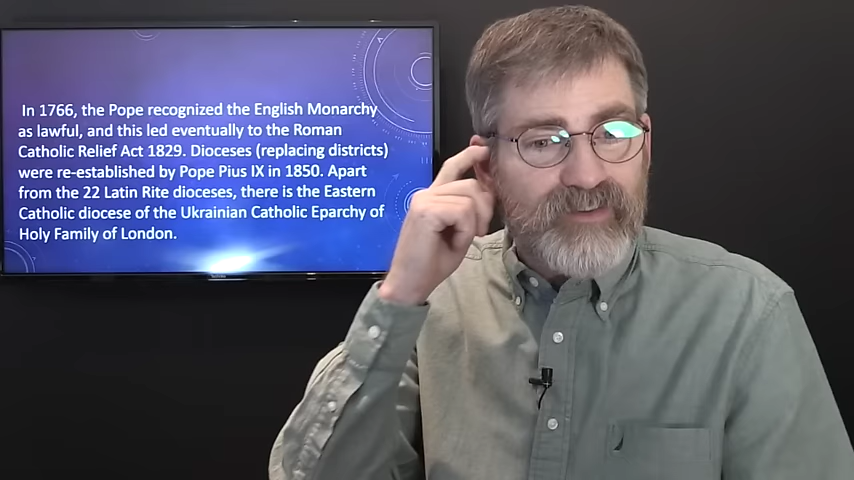 In 1766, the Pope recognized the English Monarchy
as lawful, and this led eventually to the Roman
Catholic Relief Act 1829. Dioceses (replacing districts)
were re-established by Pope Pius IX in 1850. Apart
from the 22 Latin Rite dioceses, there is the Eastern
Catholic diocese of the Ukrainian Catholic Eparchy of
Holy Family of London.